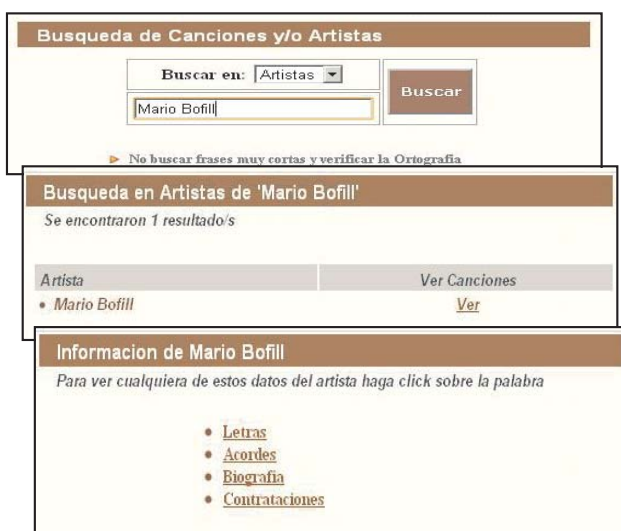 Busqueda de Canciones y/o Artistas
Buscar en: Artistas
Mario Bofill
Buscar
No buscar frases muy cortas y verificar la Ortografia
Busqueda en Artistas de 'Mario Bofill'
Se encontraron 1 resultado/s
Artista Ver Canciones
• Mario Bofill Ver
Informacion de Mario Bofill
Para ver cualquiera de estos datos del artista haga click sobre la palabra
• Letras
• Acordes
• Biografia
• Contrataciones